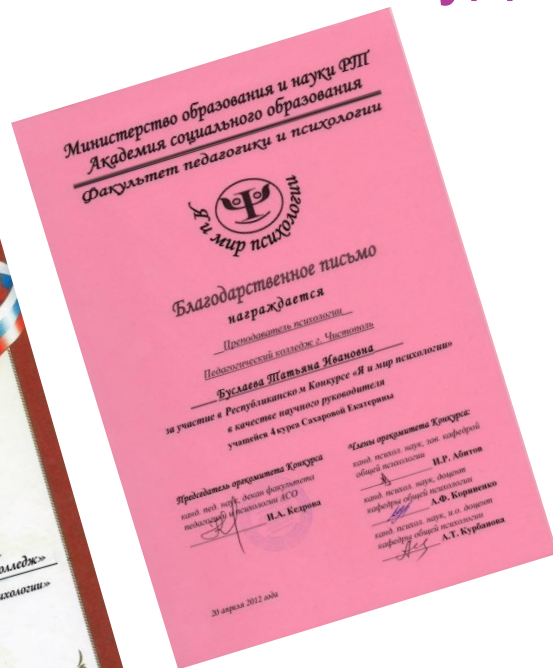 Министерство образования и науки РТ
Академия социального образования
Факультет педагогики и психологии
Я и мир психологии
Благодарственное письмо
награждается
Преподаватель психологии
Педагогический колледж г. Чистополь
Буслаева Татьяна Ивановна
за участие в Республиканском Конкурсе «Я и мир психологии»
в качестве научного руководителя
учащейся 4 курса Сахаровой Екатерины
Председатель оргкомитета Конкурса
канд. пед. наук, декан факультета
педагогики и психологии АСО
И.А. Кедрова
Члены оргкомитета Конкурса:
канд. психол. наук, зав. кафедрой
общей психологии
И.Р. Абитов
канд. психол. наук, доцент
кафедры общей психологии
А.Ф. Корниенко
канд. психол. наук, и.о. доцент
кафедры общей психологии
А.Т. Курбанова
20 апреля 2012 года